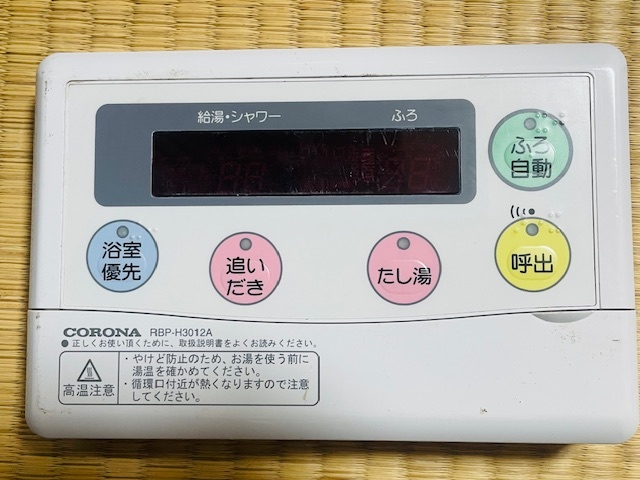 給湯・シャワー ふろ
ふろ
自動
浴室
優先
追い
だき
たし湯
呼出
CORONA RBP-H3012A
●正しくお使い頂くために、取扱説明書をよくお読みください。
高温注意
・やけど防止のため、お湯を使う前に
湯温を確かめてください。
・循環口付近が熱くなりますので注意
してください。